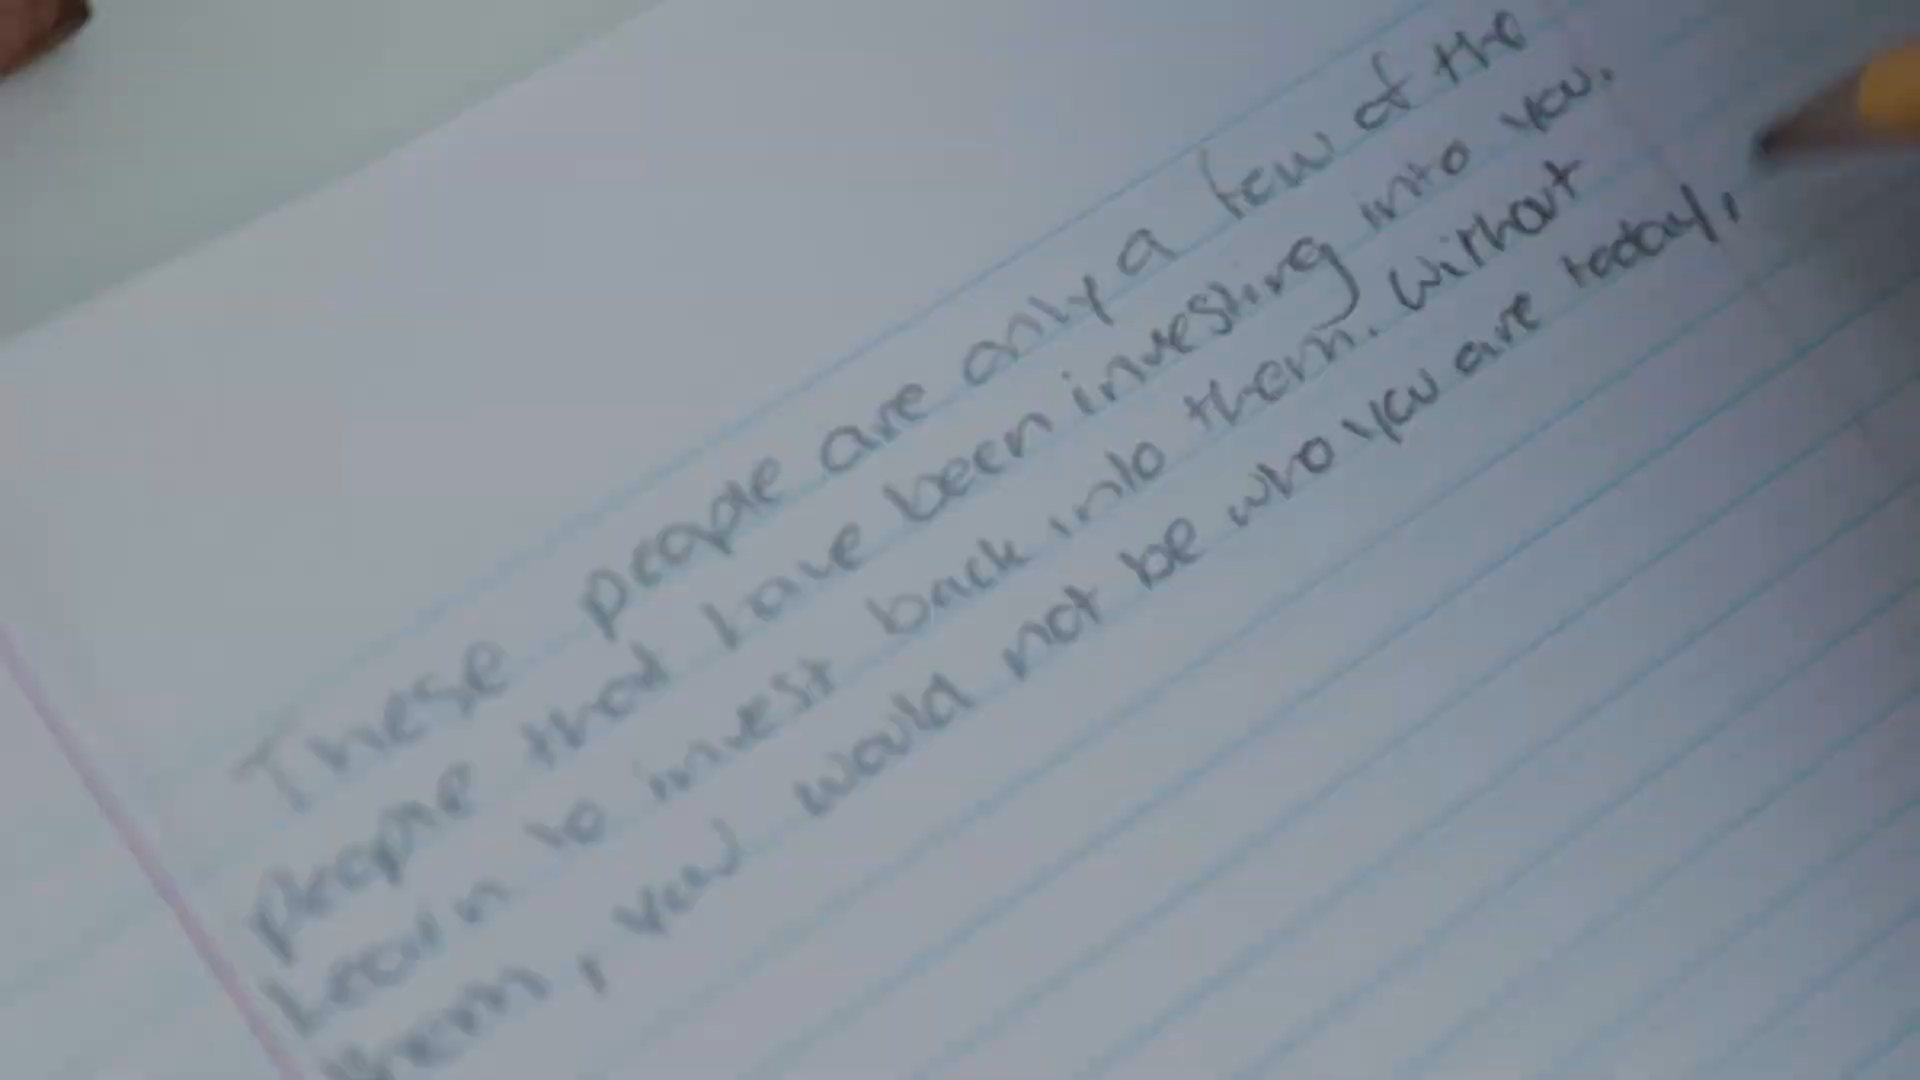 These people are only a few of the
people that have been investing into you.
Learn to invest back into them. Without
them, you would not be who you are today,